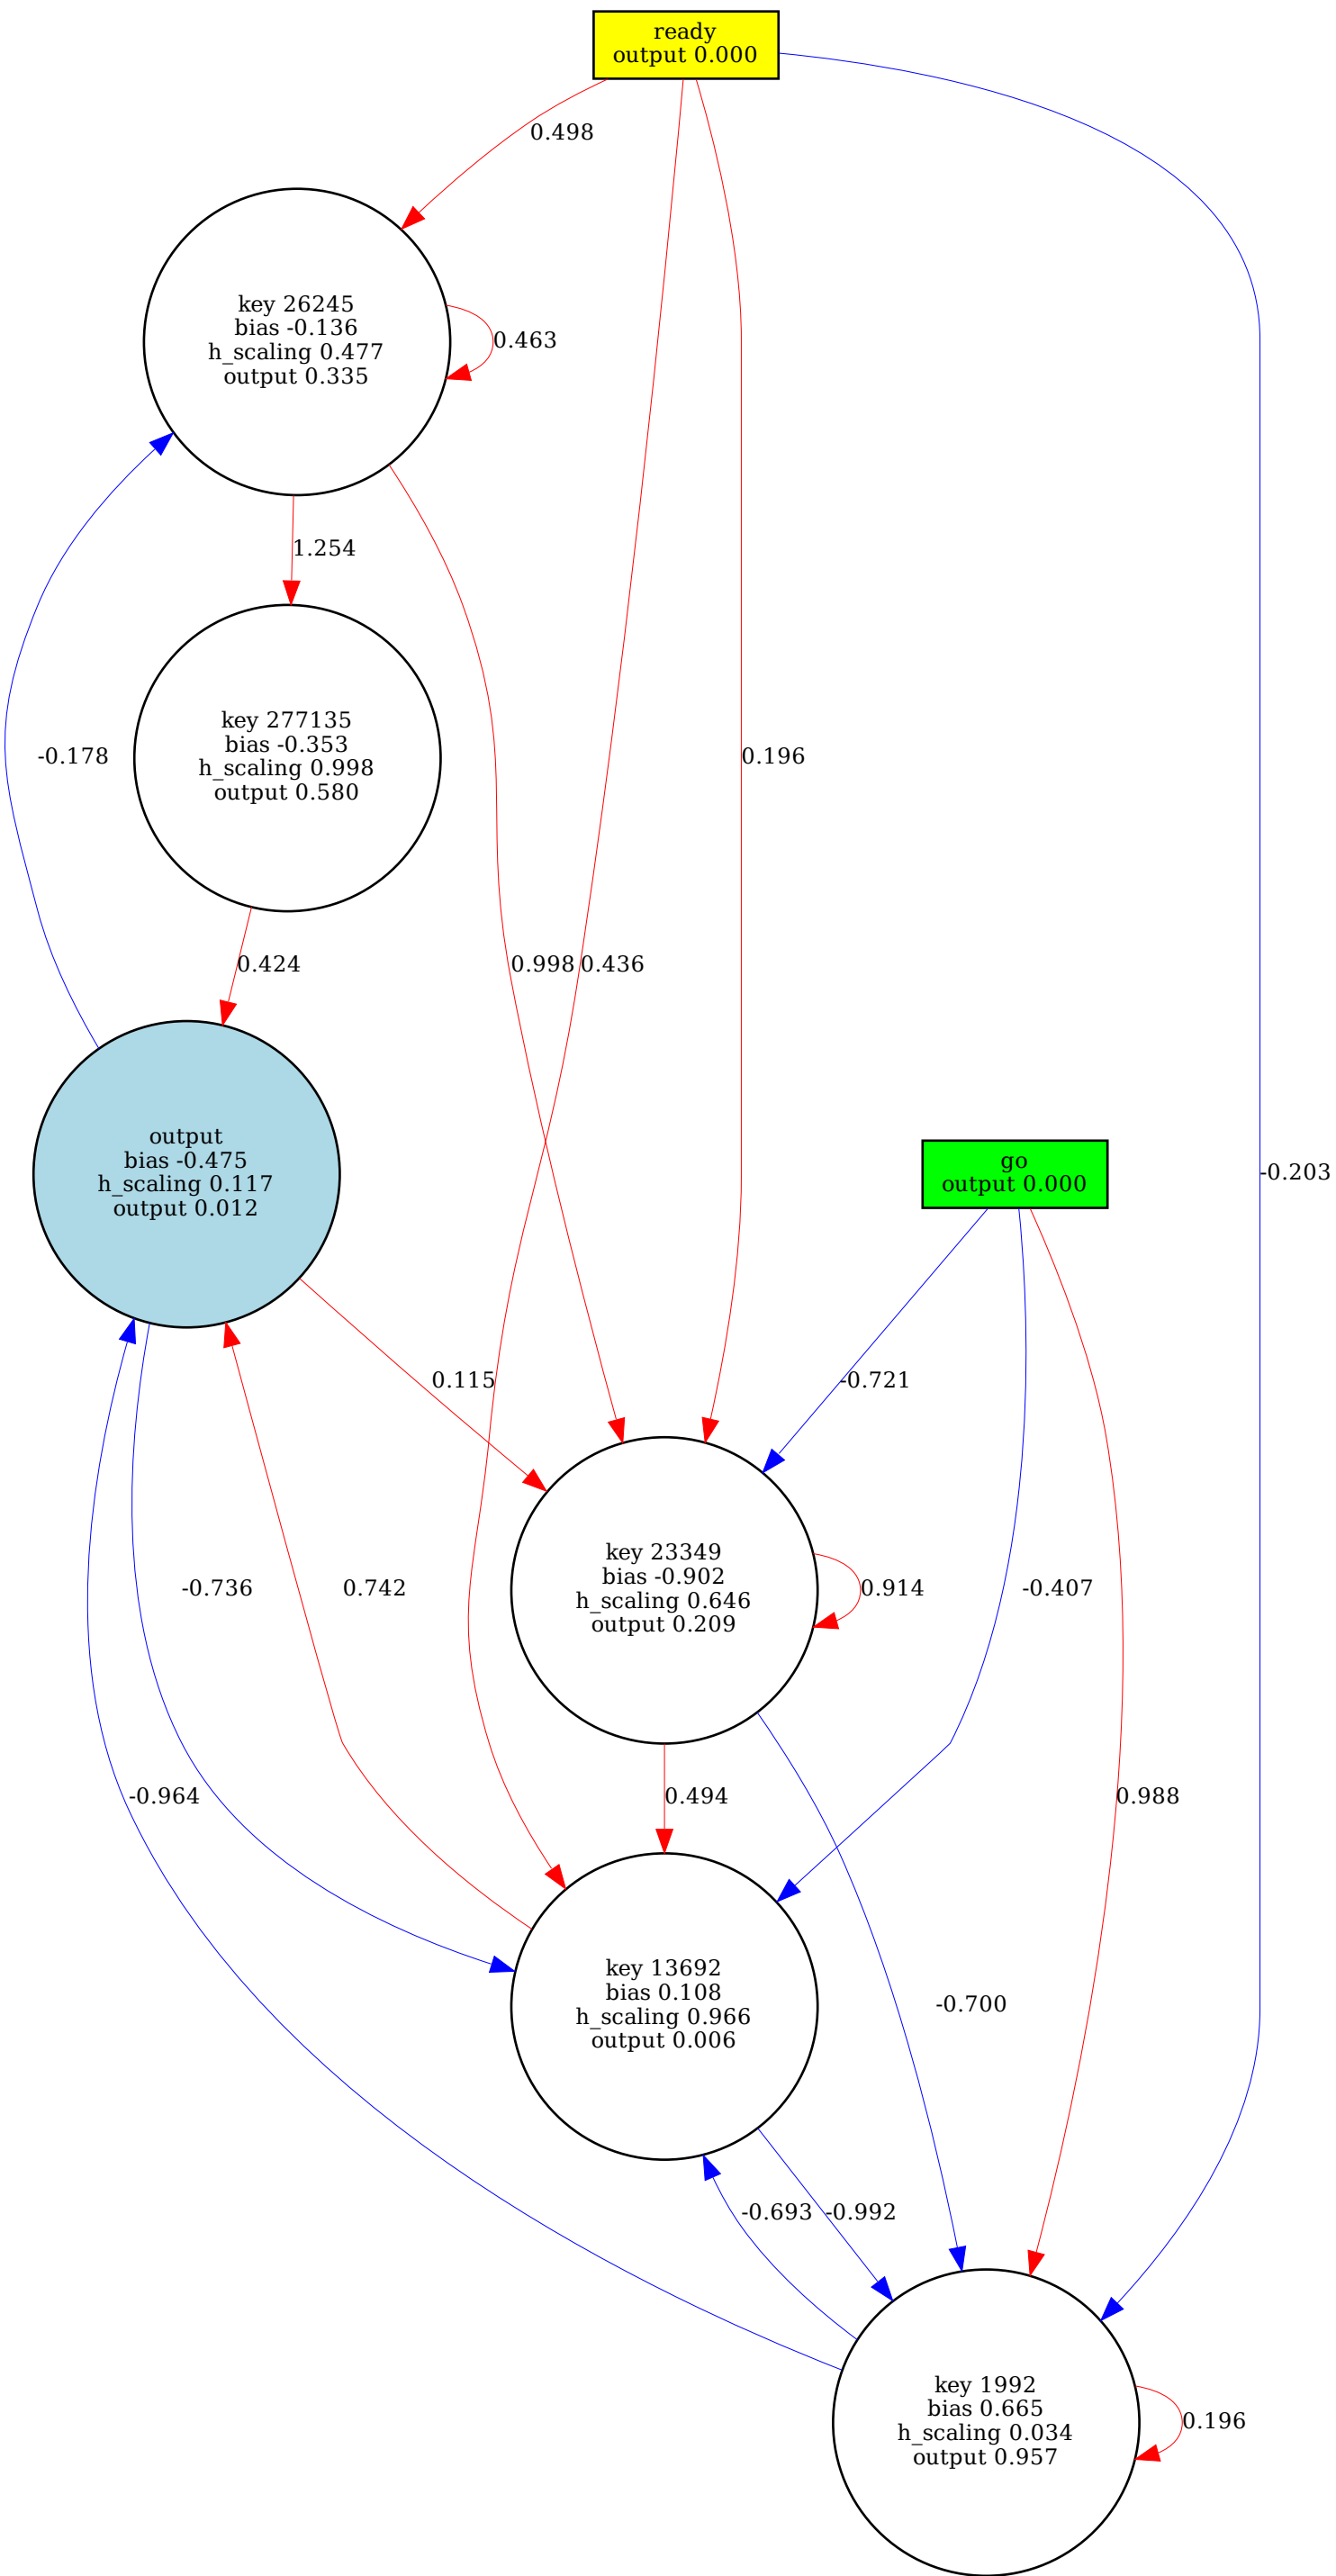 ready
output 0.000
0.498
key 26245
bias -0.136
h_scaling 0.477
output 0.335
0.463
1.254
key 277135
bias -0.353
h_scaling 0.998
output 0.580
-0.178
0.196
0.424
0.998
0.436
output
bias -0.475
h_scaling 0.117
output 0.012
go
output 0.000
-0.203
0.115
-0.721
key 23349
bias -0.902
h_scaling 0.646
output 0.209
0.914
-0.736
0.742
-0.407
-0.964
0.494
0.988
key 13692
bias 0.108
h_scaling 0.966
output 0.006
-0.700
-0.693
-0.992
key 1992
bias 0.665
h_scaling 0.034
output 0.957
0.196